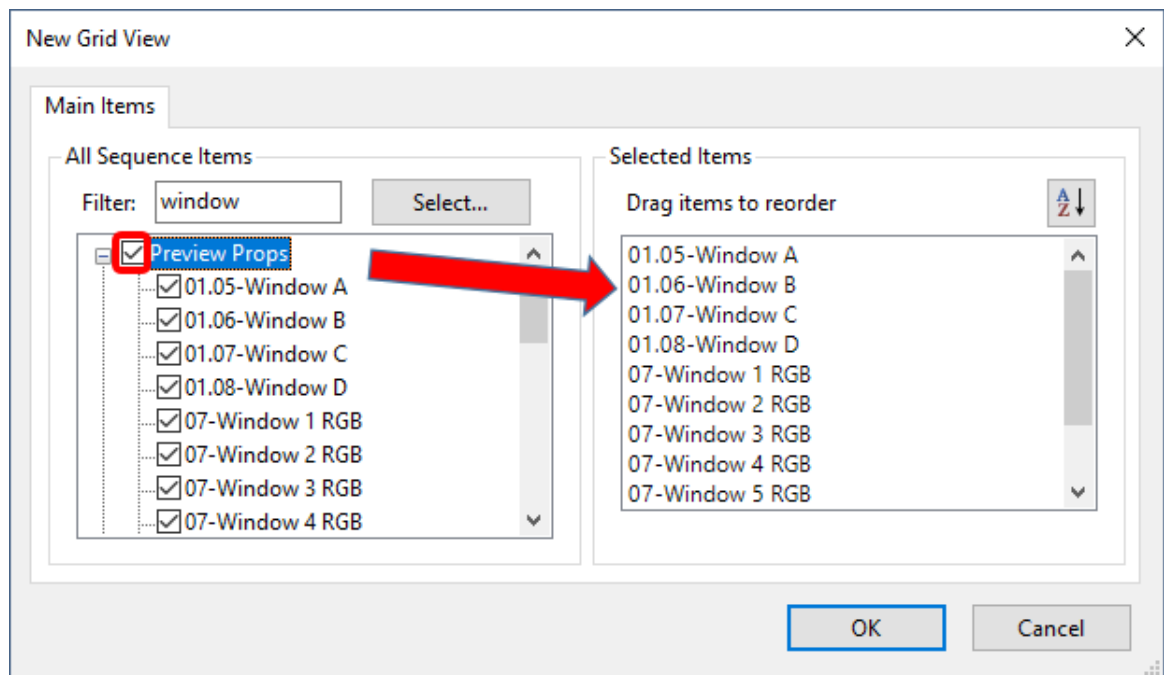 New Grid View
Main Items
All Sequence Items
Filter: window Select...
Preview Props
01.05-Window A
01.06-Window B
01.07-Window C
01.08-Window D
07-Window 1 RGB
07-Window 2 RGB
07-Window 3 RGB
07-Window 4 RGB
Selected Items
Drag items to reorder
A
Z
01.05-Window A
01.06-Window B
01.07-Window C
01.08-Window D
07-Window 1 RGB
07-Window 2 RGB
07-Window 3 RGB
07-Window 4 RGB
07-Window 5 RGB
OK Cancel